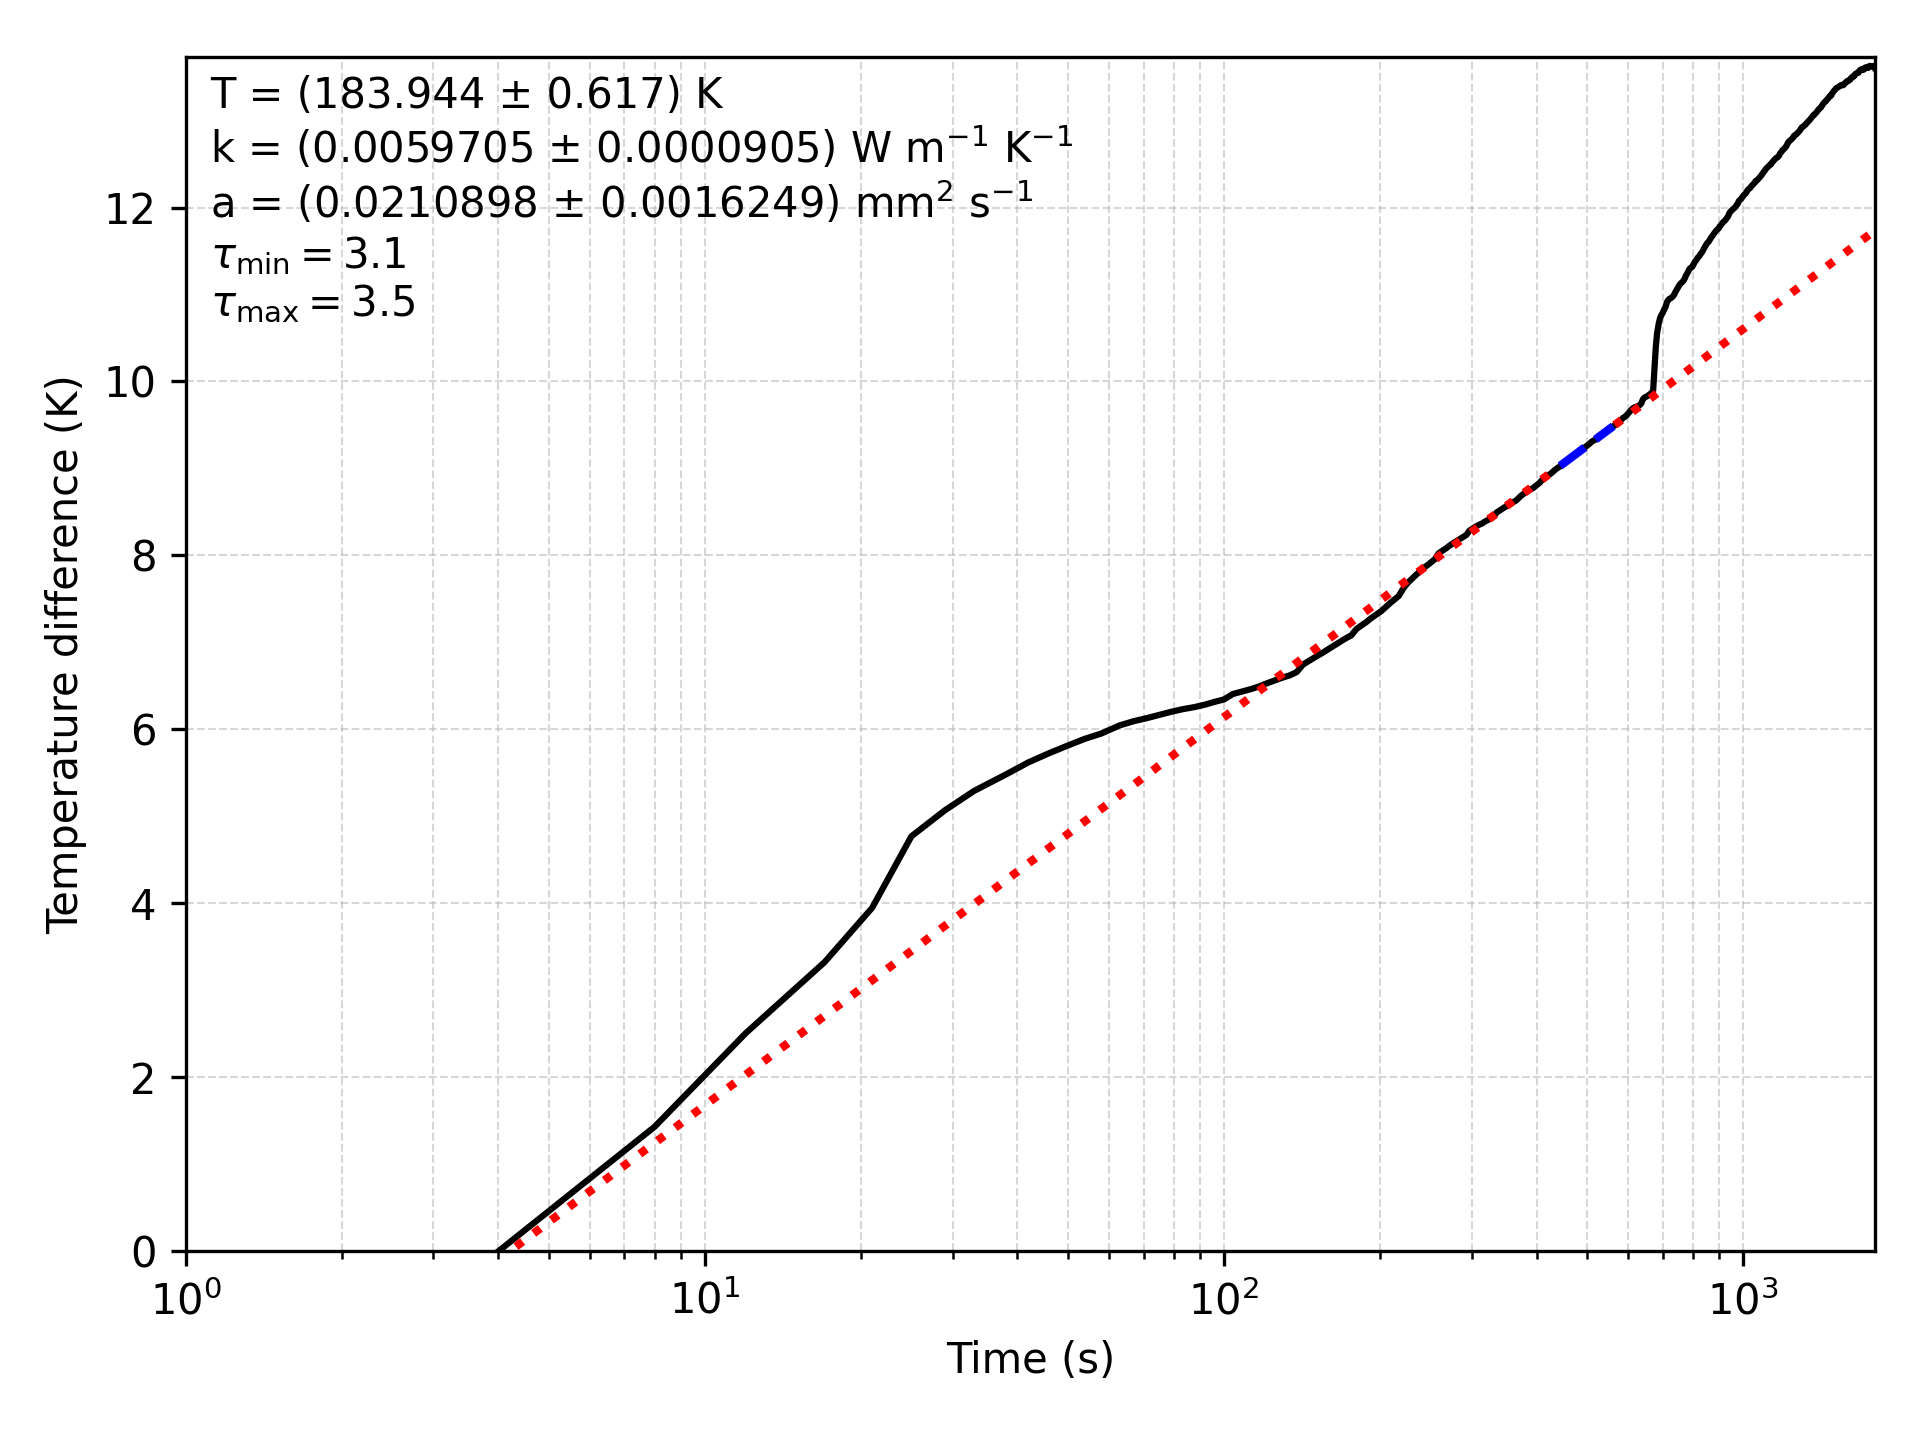 T = (183.944 ± 0.617) K
k = (0.0059705 ± 0.0000905) W m⁻¹ K⁻¹
a = (0.0210898 ± 0.0016249) mm² s⁻¹
τmin = 3.1
τmax = 3.5
12
10
8
6
4
2
0
Temperature difference (K)
10⁰ 10¹ 10² 10³
Time (s)